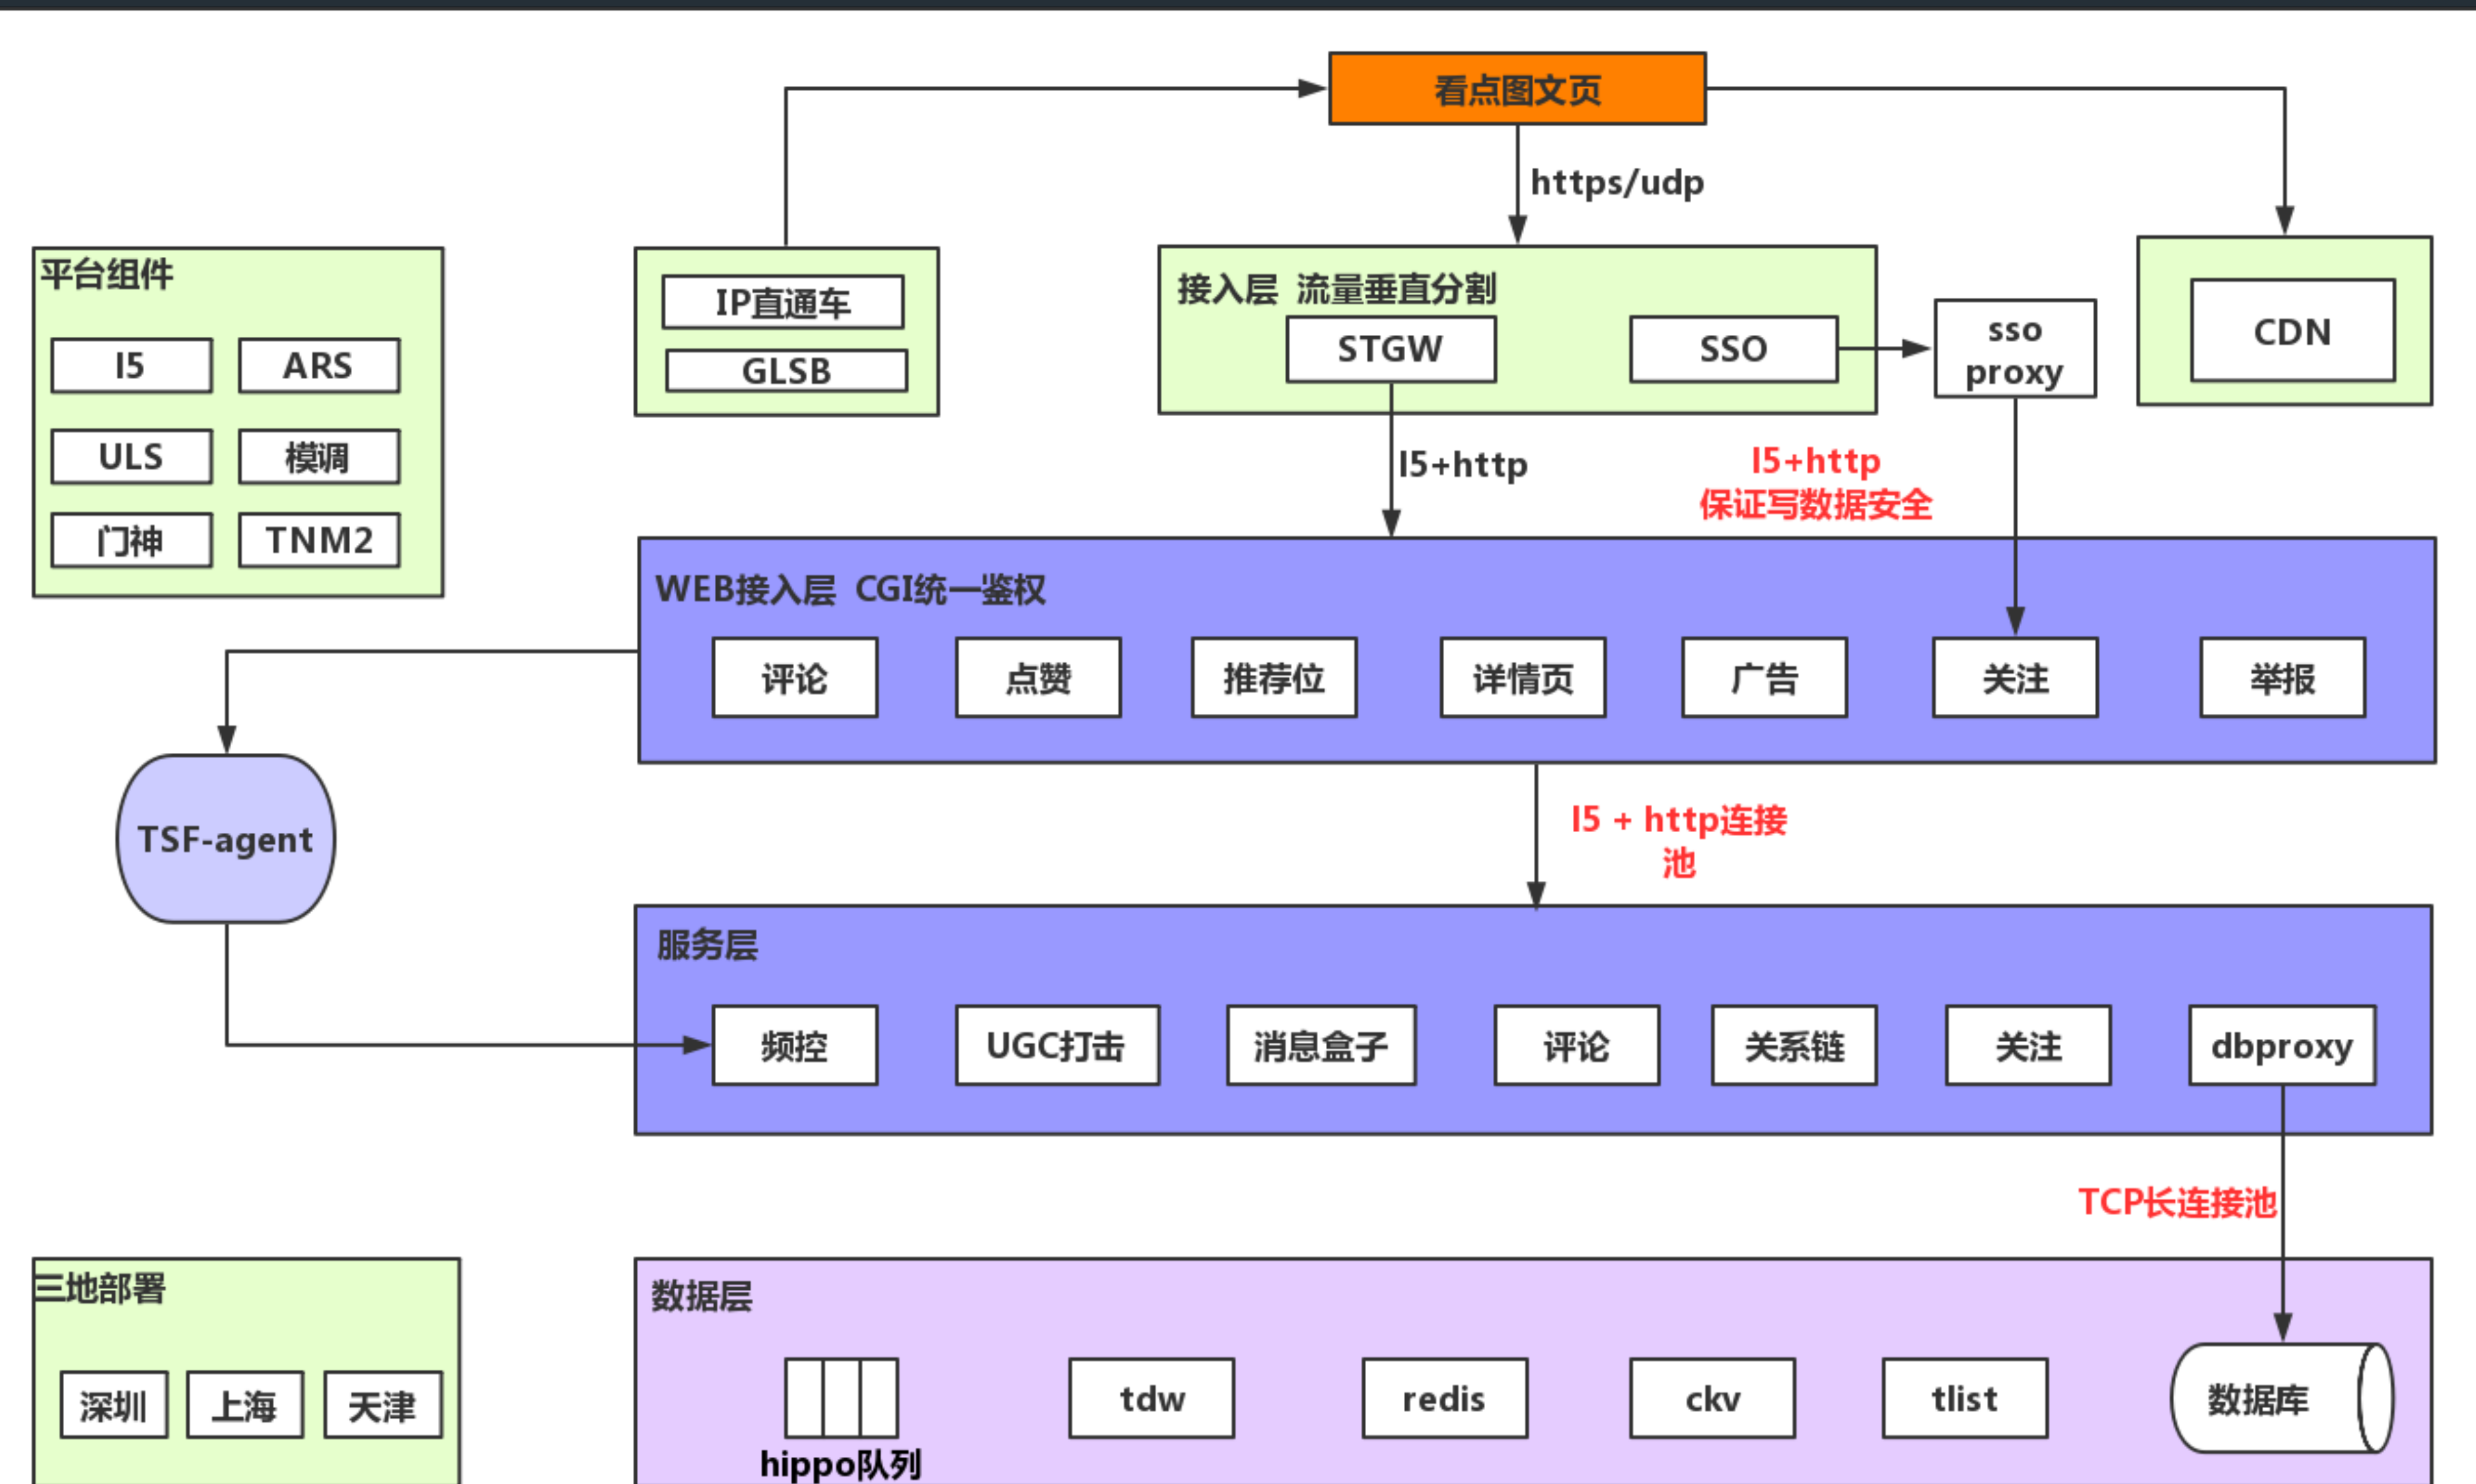 看点图文页
https/udp
平台组件
l5
ARS
ULS
模调
门神
TNM2
IP直通车
GLSB
接入层 流量垂直分割
STGW
SSO
sso
proxy
CDN
l5+http
l5+http
保证写数据安全
WEB接入层 CGI统一鉴权
评论
点赞
推荐位
详情页
广告
关注
举报
TSF-agent
l5 + http连接
池
服务层
频控
UGC打击
消息盒子
评论
关系链
关注
dbproxy
TCP长连接池
三地部署
深圳
上海
天津
数据层
hippo队列
tdw
redis
ckv
tlist
数据库